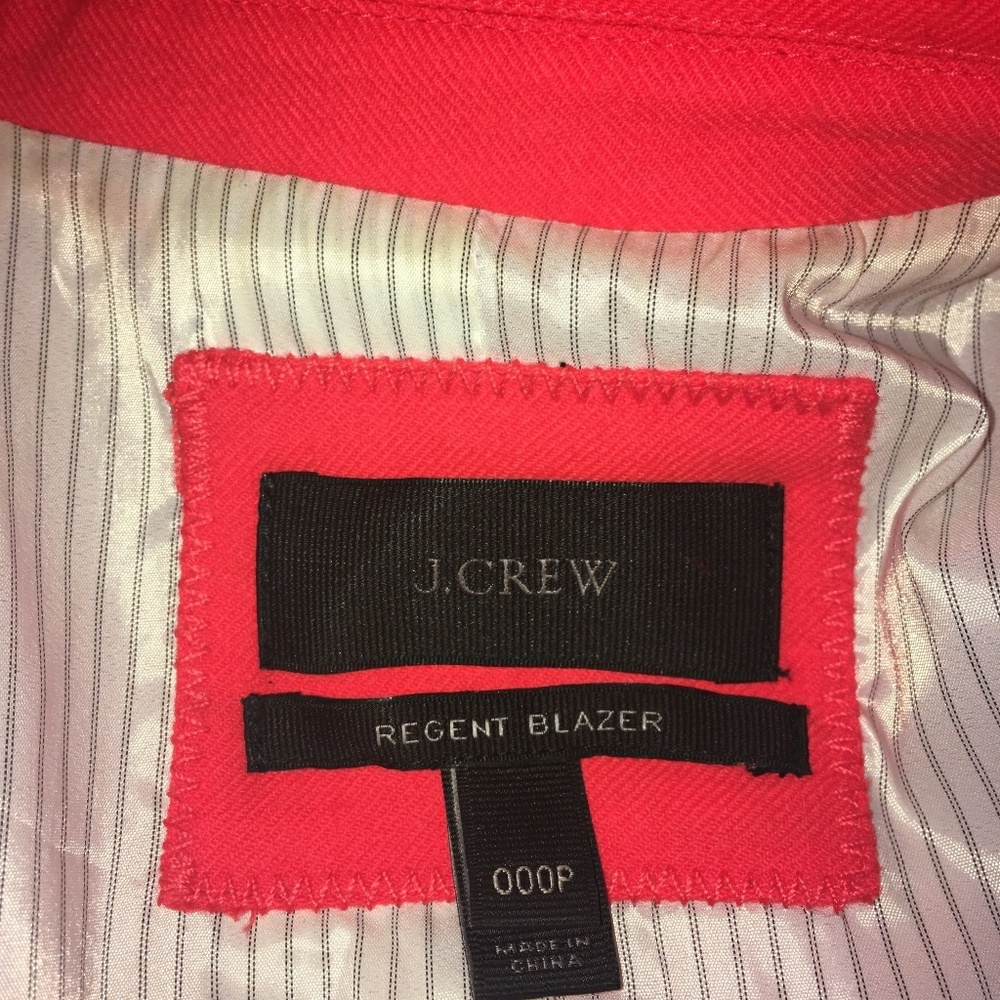 J.CREW
REGENT BLAZER
000P
MADE IN
CHINA